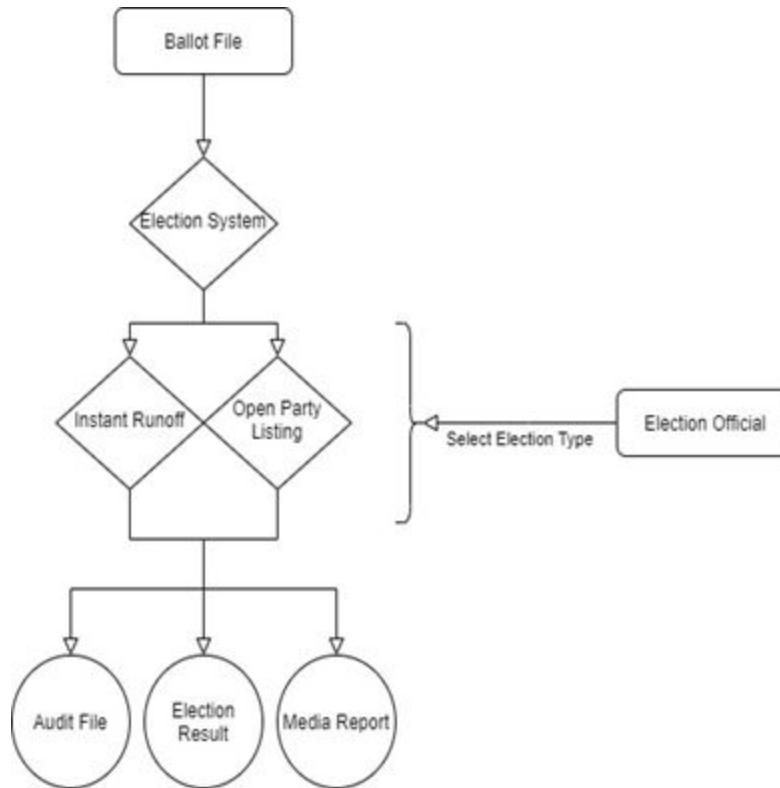 Ballot File
Election System
Instant Runoff
Open Party
Listing
Select Election Type
Election Official
Audit File
Election
Result
Media Report